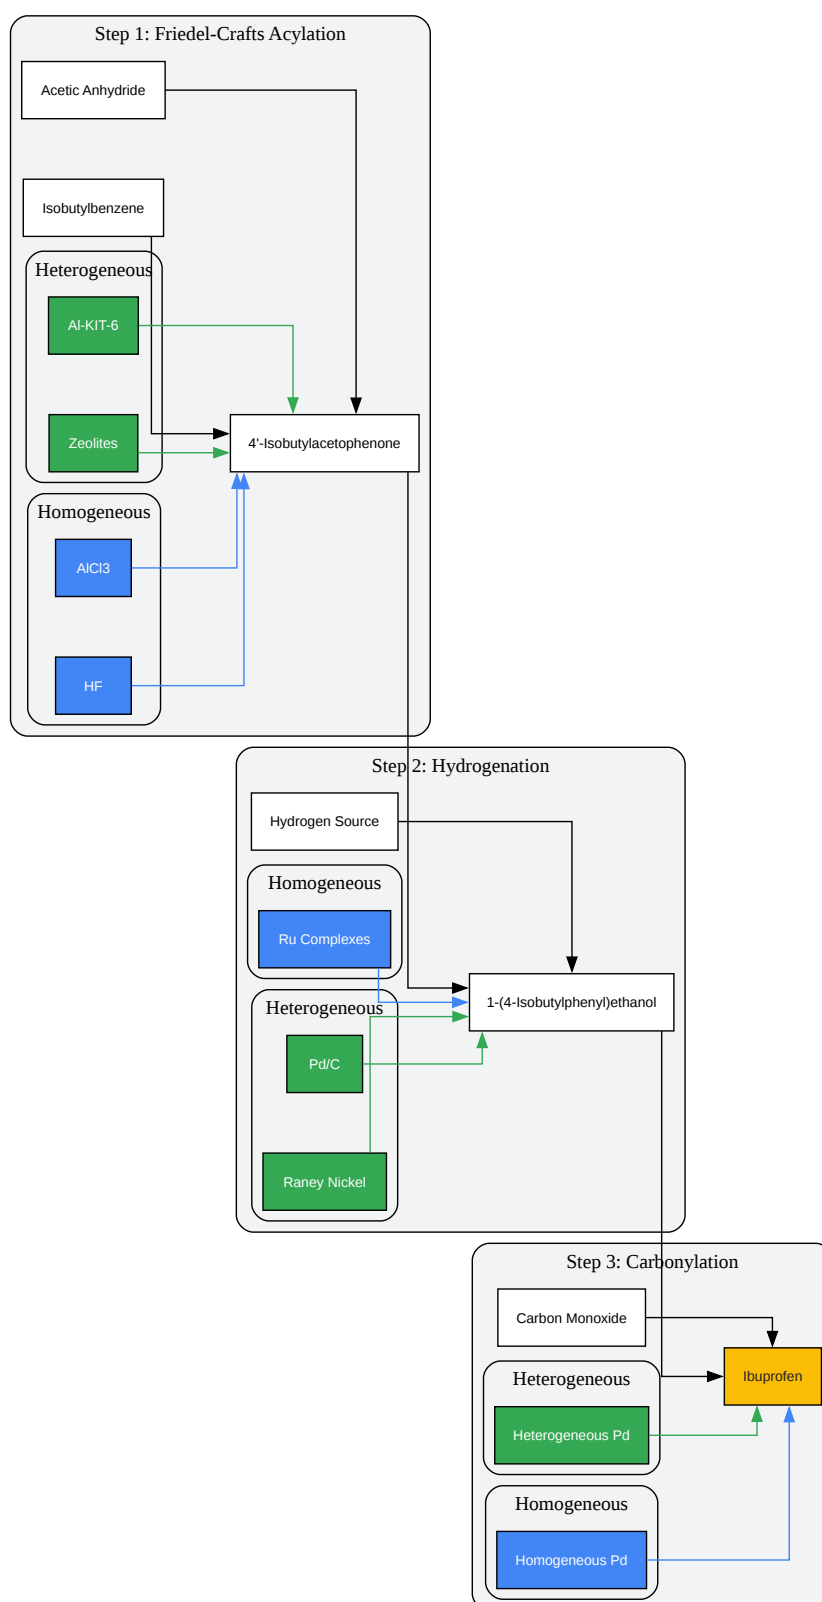 Step 1: Friedel-Crafts Acylation
Acetic Anhydride
Isobutylbenzene
Heterogeneous
Al-KIT-6
Zeolites
4'-Isobutylacetophenone
Homogeneous
AlCl3
HF
Step 2: Hydrogenation
Hydrogen Source
Homogeneous
Ru Complexes
1-(4-Isobutylphenyl)ethanol
Heterogeneous
Pd/C
Raney Nickel
Step 3: Carbonylation
Carbon Monoxide
Ibuprofen
Heterogeneous
Heterogeneous Pd
Homogeneous
Homogeneous Pd